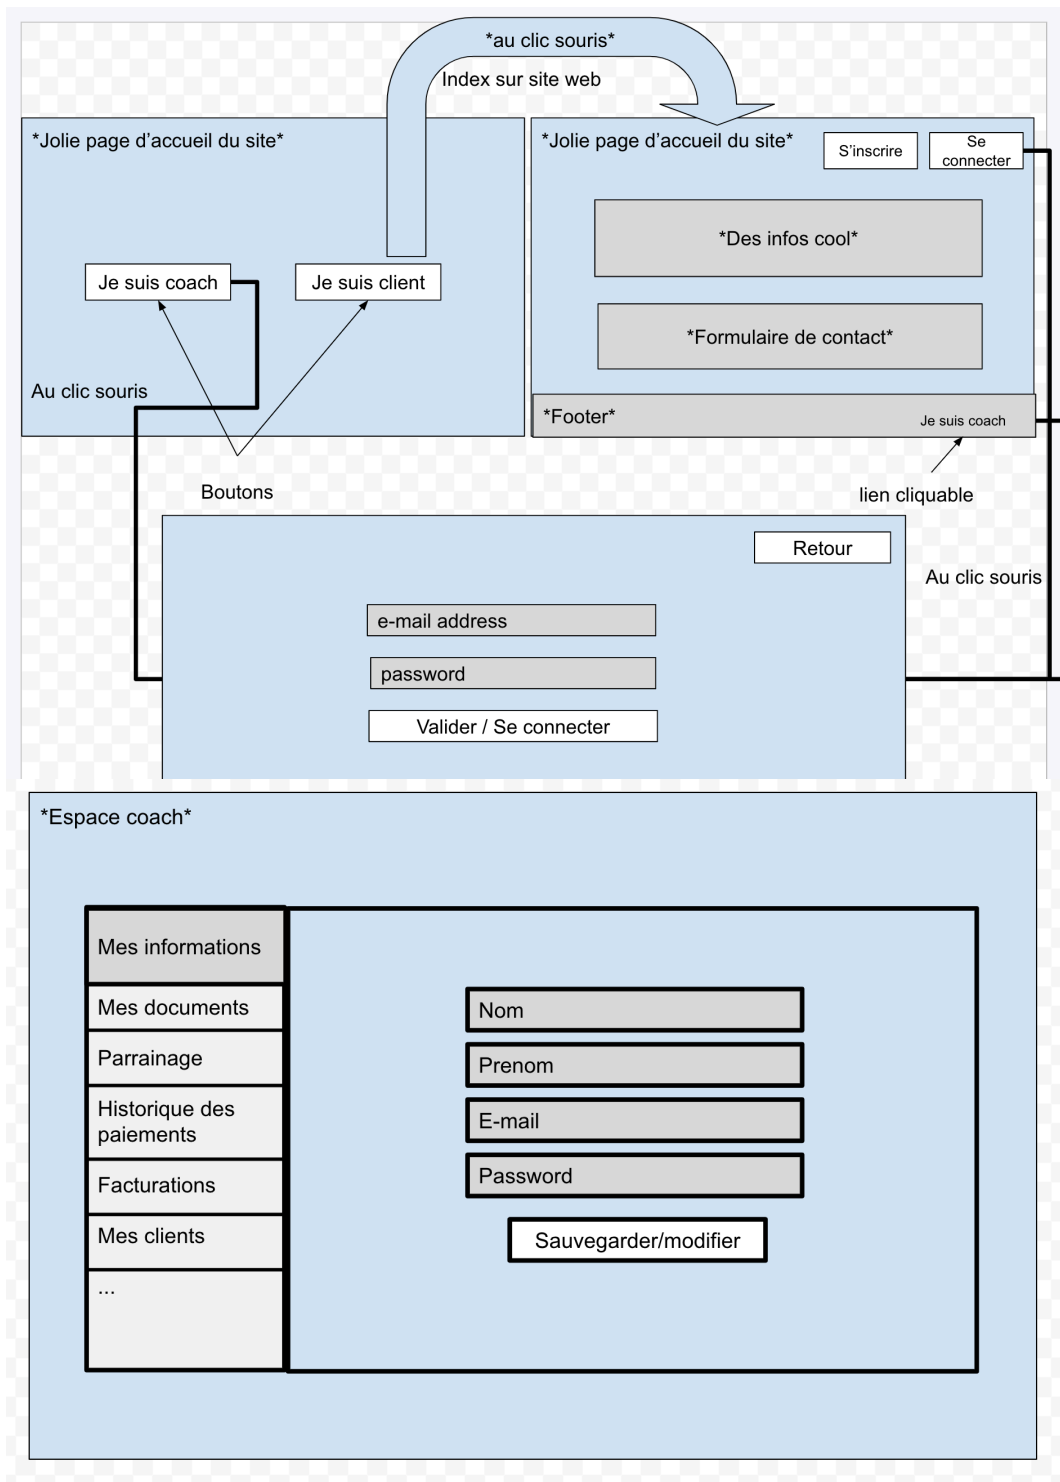 *au clic souris*
Index sur site web
*Jolie page d'accueil du site*
Je suis coach
Je suis client
Au clic souris
Boutons
*Jolie page d'accueil du site*
S'inscrire
Se
connecter
*Des infos cool*
*Formulaire de contact*
*Footer*
Je suis coach
lien cliquable
Au clic souris
Retour
e-mail address
password
Valider / Se connecter
*Espace coach*
Mes informations
Mes documents
Parrainage
Historique des
paiements
Facturations
Mes clients
...
Nom
Prenom
E-mail
Password
Sauvegarder/modifier